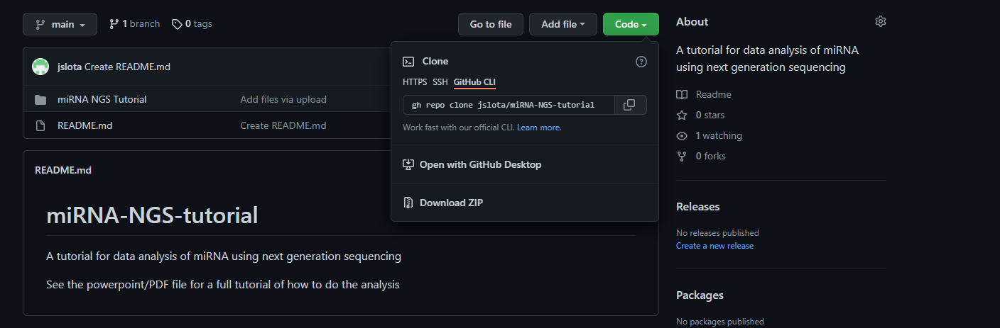 main
1 branch
0 tags
Go to file
Add file
Code
jslota Create README.md
miRNA NGS Tutorial
Add files via upload
README.md
Create README.md
Clone
HTTPS SSH GitHub CLI
gh repo clone jslota/miRNA-NGS-tutorial
Work fast with our official CLI. Learn more.
Open with GitHub Desktop
Download ZIP
README.md
miRNA-NGS-tutorial
A tutorial for data analysis of miRNA using next generation sequencing
See the powerpoint/PDF file for a full tutorial of how to do the analysis
About
A tutorial for data analysis of miRNA
using next generation sequencing
Readme
0 stars
1 watching
0 forks
Releases
No releases published
Create a new release
Packages
No packages published